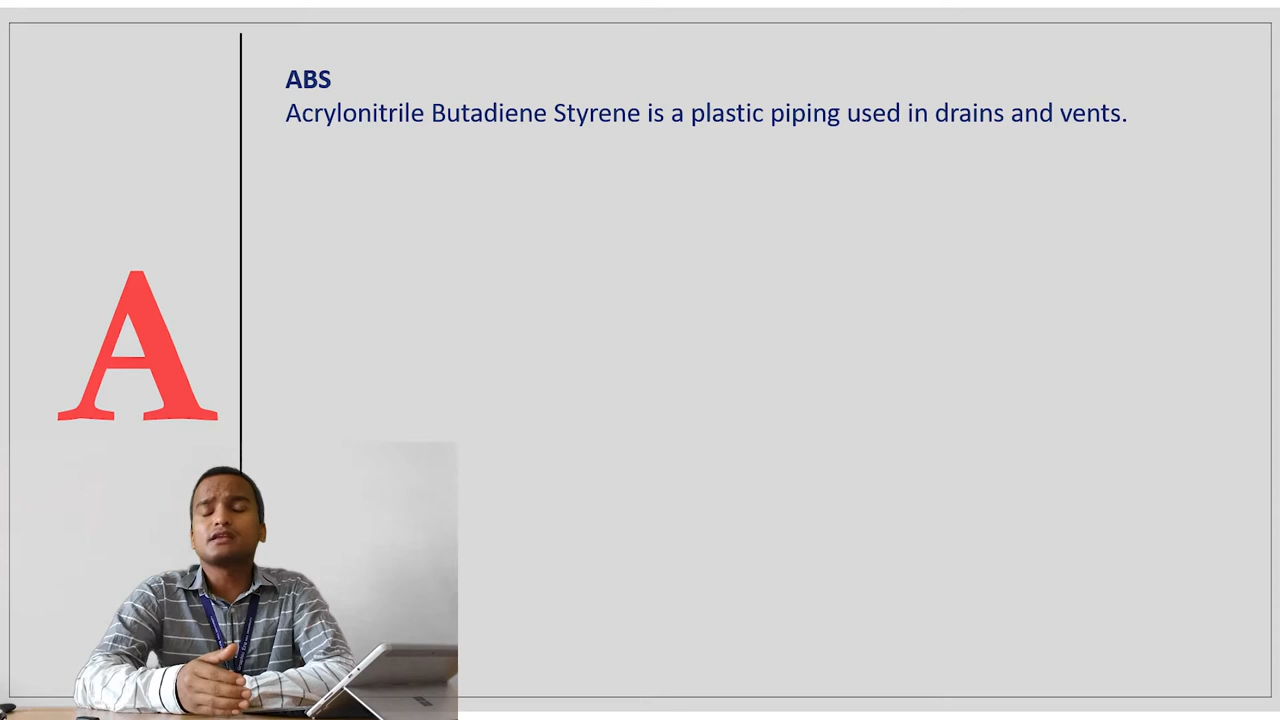 ABS
Acrylonitrile Butadiene Styrene is a plastic piping used in drains and vents.
A